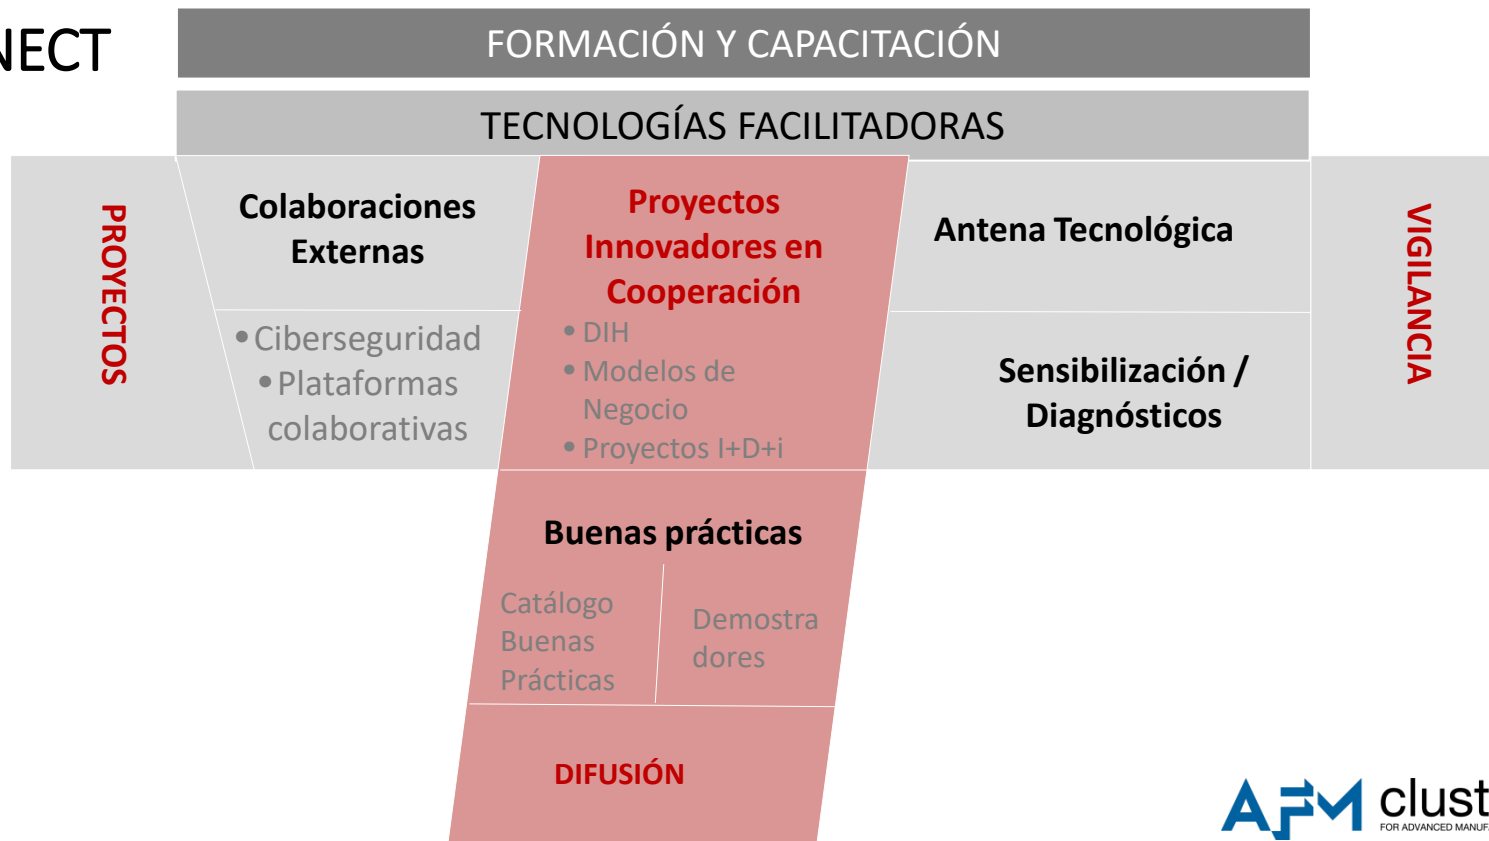 NECT
FORMACIÓN Y CAPACITACIÓN
TECNOLOGÍAS FACILITADORAS
PROYECTOS
Colaboraciones
Externas
•Ciberseguridad
•Plataformas
colaborativas
Proyectos
Innovadores en
Cooperación
• DIH
• Modelos de
Negocio
• Proyectos I+D+i
Antena Tecnológica
Sensibilización /
Diagnósticos
VIGILANCIA
Buenas prácticas
Catálogo
Buenas
Prácticas
Demostra
dores
DIFUSIÓN
AFM clust
FOR ADVANCED MANUF